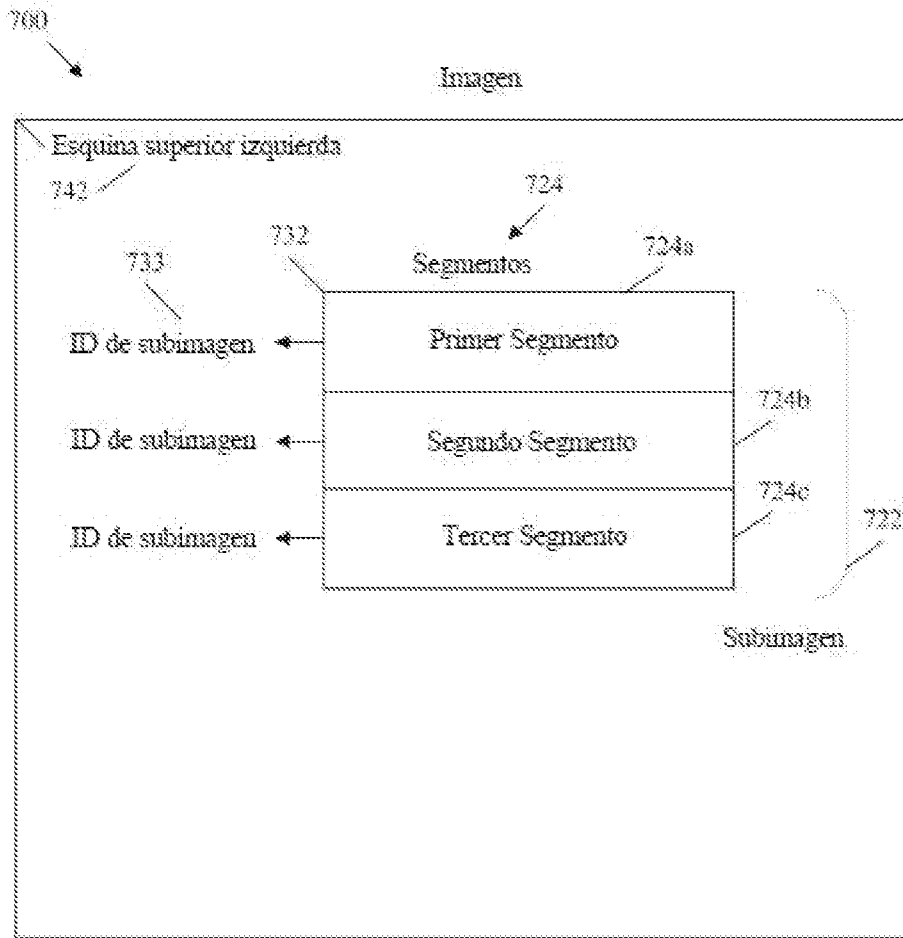 700
Imagen
Esquina superior izquierda
742
724
732
Segmentos
724a
733
ID de subimagen
Primer Segmento
724b
ID de subimagen
Segundo Segmento
724c
ID de subimagen
Tercer Segmento
722
Subimagen